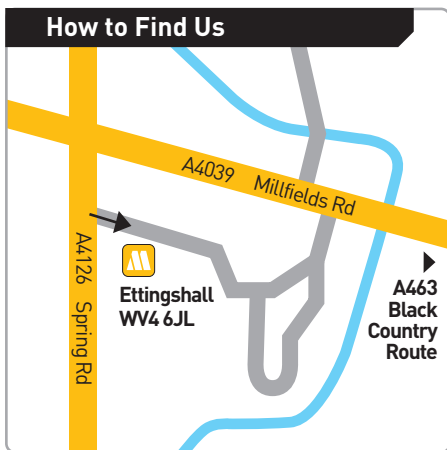 How to Find Us
A4039 Millfields Rd
A4126 Spring Rd
Ettingshall
WV4 6JL
A463
Black
Country
Route